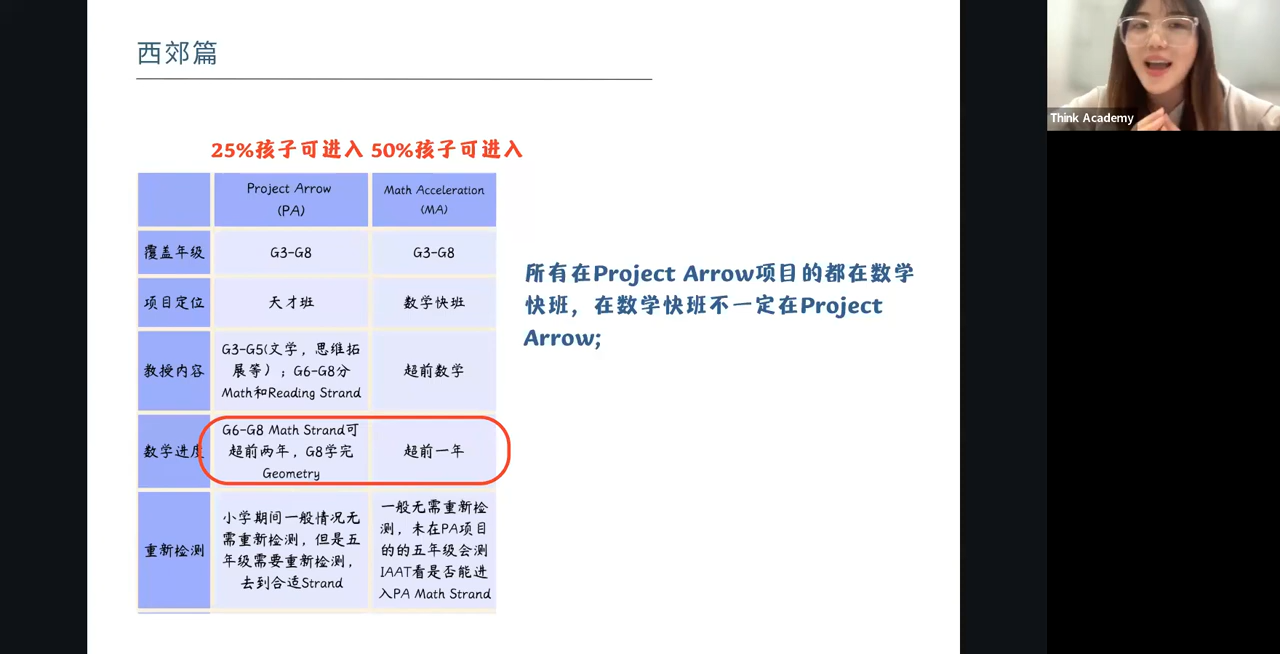 西郊篇
25%孩子可进入 50%孩子可进入
Project Arrow
(PA)
Math Acceleration
(MA)
覆盖年级
G3-G8
G3-G8
项目定位
天才班
数学快班
教授内容
G3-G5(文学，思维拓
展等）；G6-G8分
Math和Reading Strand
超前数学
数学进度
G6-G8 Math Strand可
超前两年，G8学完
Geometry
超前一年
重新检测
小学期间一般情况无
需重新检测，但是五
年级需要重新检测，
去到合适Strand
一般无需重新检
测，未在PA项目
的的五年级会测
IAAT看是否能进
入PA Math Strand
所有在Project Arrow项目的都在数学
快班，在数学快班不一定在Project
Arrow;
Think Academy